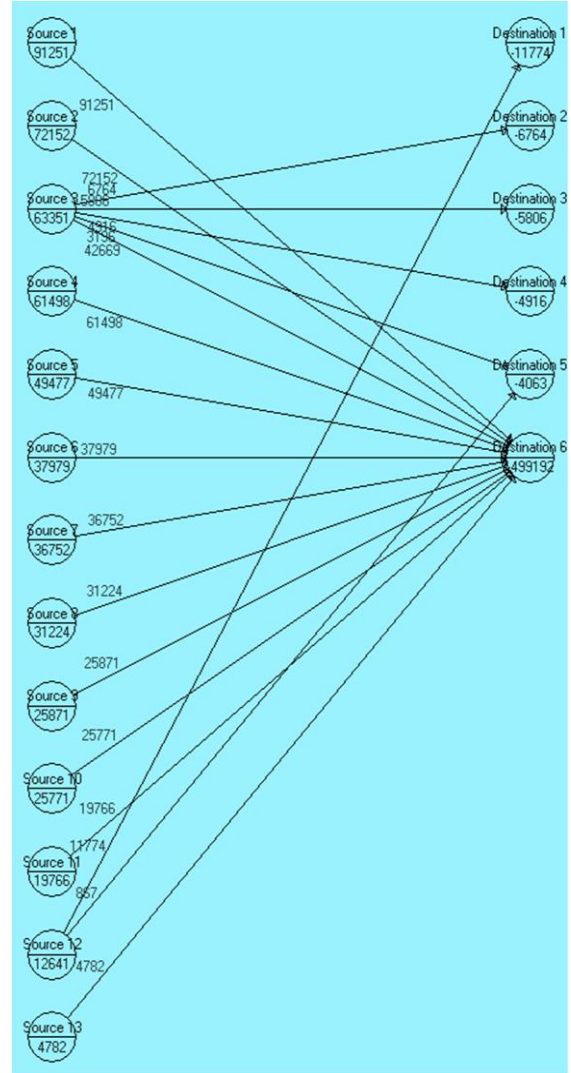 Source 1
91251
Destination 1
-11774
91251
Source 2
72152
Destination 2
-6764
72152
6764
5806
Source 3
63351
Destination 3
-5806
4916
3196
42669
Source 4
61498
Destination 4
-4916
61498
Source 5
49477
Destination 5
-4063
49477
Source 6
37979
37979
Destination 6
-499192
36752
Source 7
36752
31224
Source 8
31224
25871
Source 9
25871
25771
Source 10
25771
19766
11774
Source 11
19766
867
Source 12
12641
4782
Source 13
4782